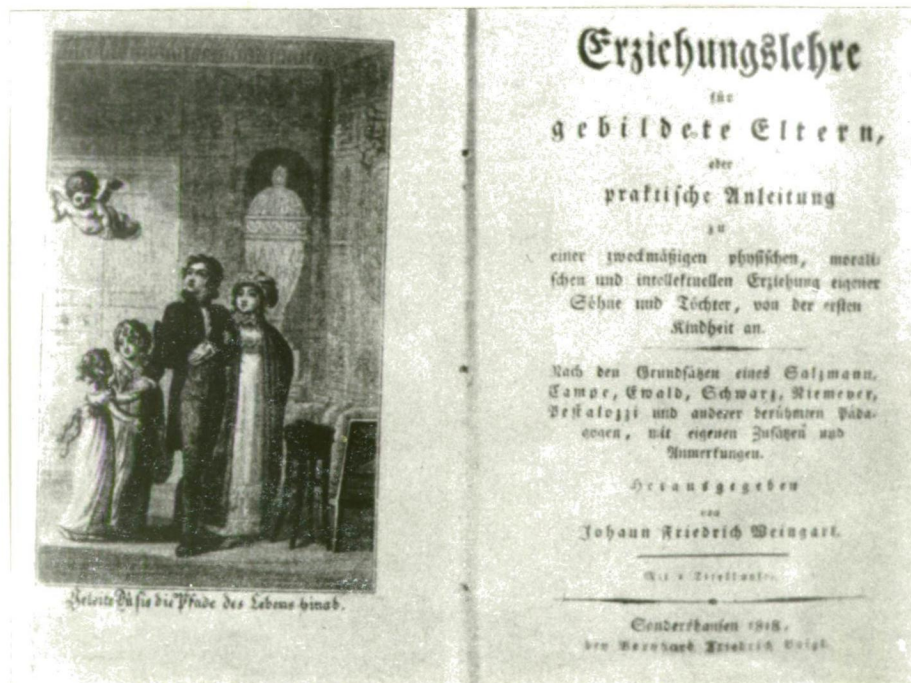 Geleite Du sie die Pfade des Lebens hinab.
Erziehungslehre
für
gebildete Eltern,
oder
praktische Anleitung
zu
einer zweckmäßigen physischen, morali-
schen und intellektuellen Erziehung eigener
Söhne und Töchter, von der ersten
Kindheit an.
Nach den Grundsätzen eines Salzmann,
Campe, Ewald, Schwarz, Niemeyer,
Pestalozzi und anderer berühmten Päda-
gogen, mit eigenen Zusätzen und
Anmerkungen.
Herausgegeben
von
Johann Friedrich Weingart.
Mit 1 Titelkupfer.
Sondershausen 1818.
bey Bernhard Friedrich Voigt.